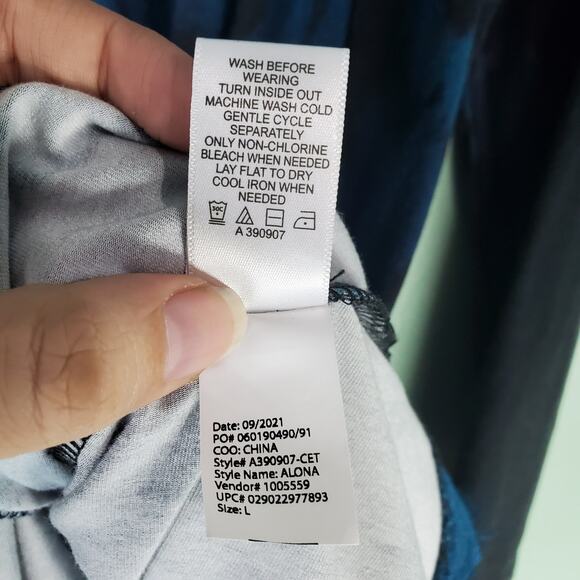 WASH BEFORE
WEARING
TURN INSIDE OUT
MACHINE WASH COLD
GENTLE CYCLE
SEPARATELY
ONLY NON-CHLORINE
BLEACH WHEN NEEDED
LAY FLAT TO DRY
COOL IRON WHEN
NEEDED
30C
A 390907
Date: 09/2021
PO# 060190490/91
COO: CHINA
Style# A390907-CET
Style Name: ALONA
Vendor# 1005559
UPC# 029022977893
Size: L